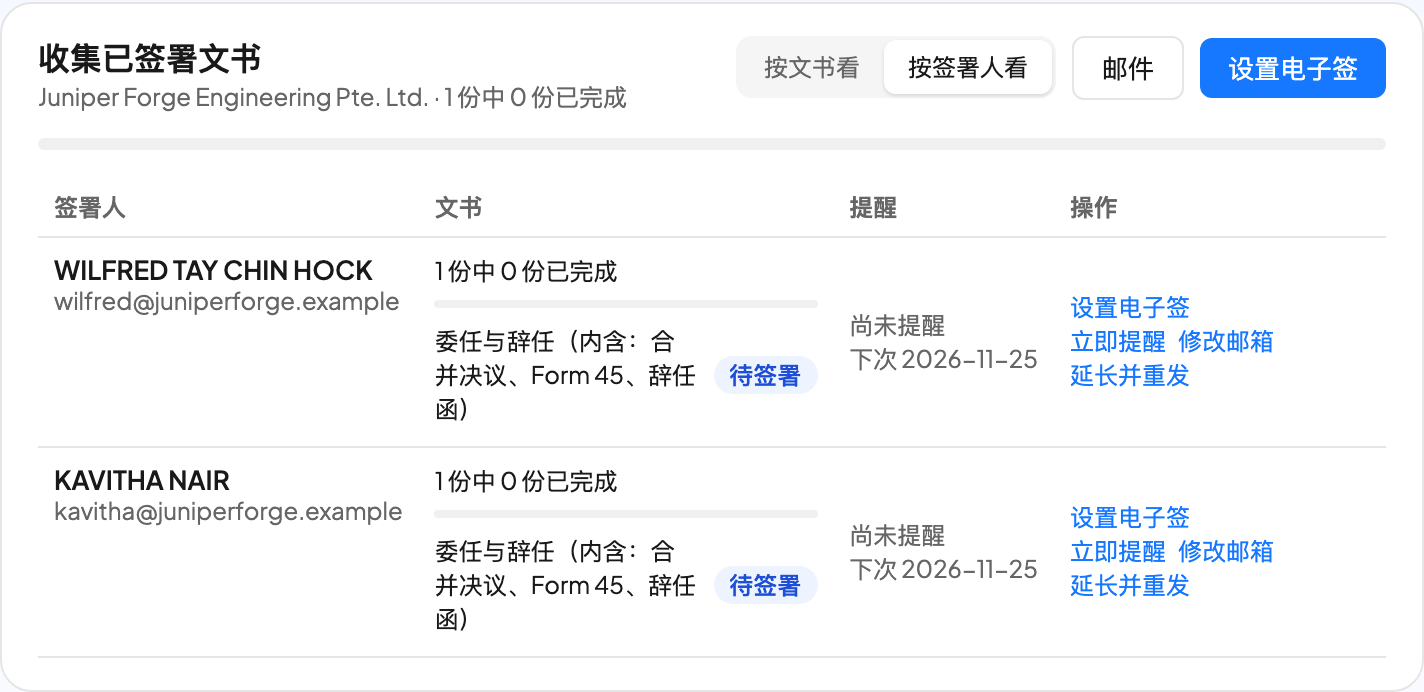 收集已签署文书
Juniper Forge Engineering Pte. Ltd. · 1 份中 0 份已完成
按文书看
按签署人看
邮件
设置电子签
签署人
文书
提醒
操作
WILFRED TAY CHIN HOCK
wilfred@juniperforge.example
1 份中 0 份已完成
委任与辞任（内含：合
并决议、Form 45、辞任
函）
待签署
尚未提醒
下次 2026-11-25
设置电子签
立即提醒 修改邮箱
延长并重发
KAVITHA NAIR
kavitha@juniperforge.example
1 份中 0 份已完成
委任与辞任（内含：合
并决议、Form 45、辞任
函）
待签署
尚未提醒
下次 2026-11-25
设置电子签
立即提醒 修改邮箱
延长并重发